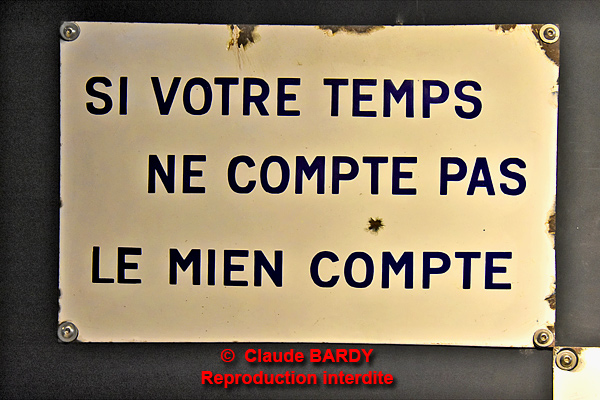 SI VOTRE TEMPS
NE COMPTE PAS
LE MIEN COMPTE
© Claude BARDY
Reproduction Interdite